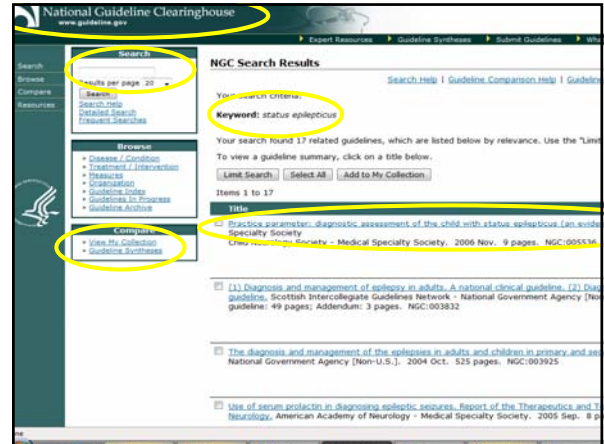 National Guideline Clearinghouse
www.guideline.gov
Expert Resources
Guideline Syntheses
Submit Guidelines
Search
Browse
Compare
Resources
Search
Results per page 20
Search
Search Help
Detailed Search
Frequent Searches
Browse
Disease / Condition
Treatment / Intervention
Measures
Organization
Guideline Index
Guidelines In Progress
Guideline Archive
Compare
View My Collection
Guideline Syntheses
NGC Search Results
Search Help | Guideline Comparison Help | Guideline
Your search criteria:
Keyword: status epilepticus
Your search found 17 related guidelines, which are listed below by relevance. Use the "Limit
To view a guideline summary, click on a title below.
Limit Search Select All Add to My Collection
Items 1 to 17
Title
Practice parameter: diagnostic assessment of the child with status epilepticus (an
Specialty Society
Child Neurology Society - Medical Specialty Society. 2006 Nov. 9 pages. NGC:005536
(1) Diagnosis and management of epilepsy in adults. A national clinical guideline. (2)
guideline. Scottish Intercollegiate Guidelines Network - National Government Agency
guideline: 49 pages; Addendum: 3 pages. NGC:003832
The diagnosis and management of the epilepsies in adults and children in primary and
National Government Agency [Non-U.S.]. 2004 Oct. 525 pages. NGC:003925
Use of serum prolactin in diagnosing epileptic seizures. Report of the Therapeutics and
Neurology. American Academy of Neurology - Medical Specialty Society. 2005 Sep. 8